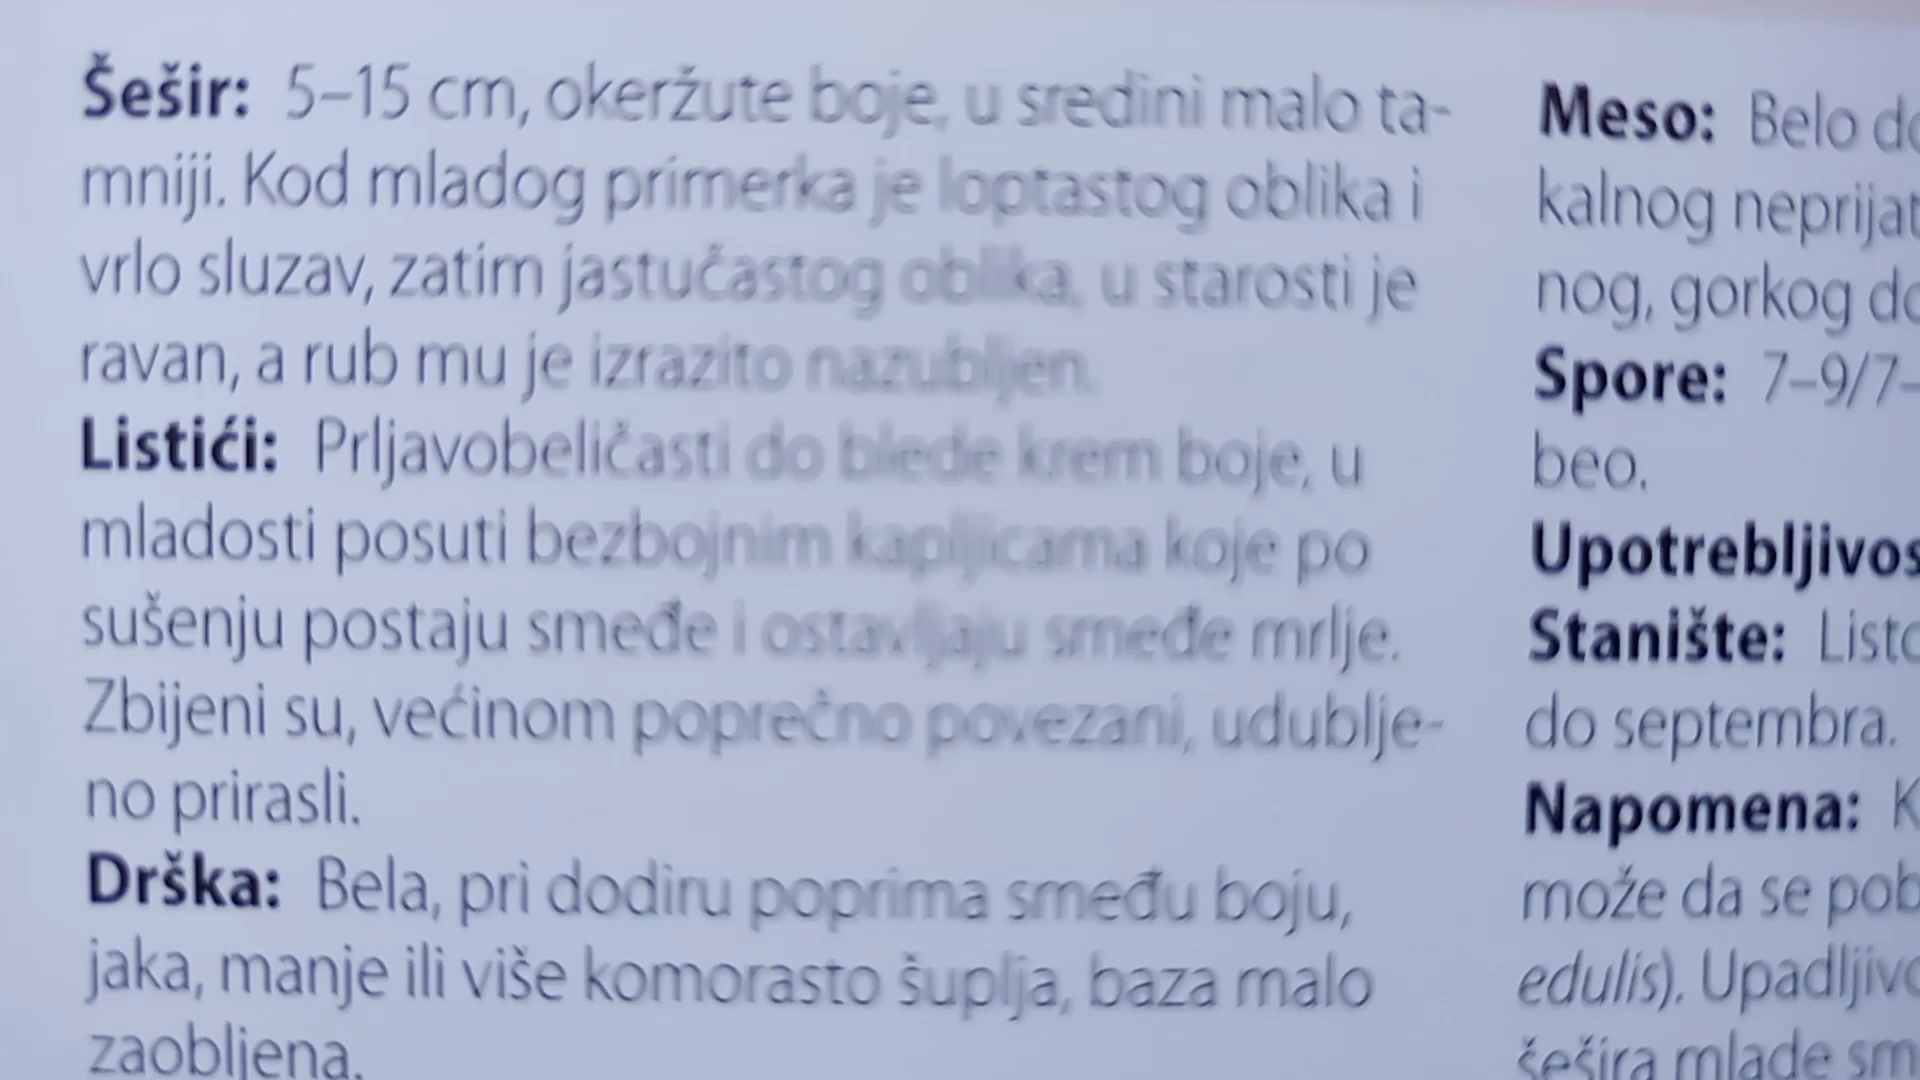 Šešir: 5–15 cm, okeržute boje, u sredini malo ta-
mniji. Kod mladog primerka je loptastog oblika i
vrlo sluzav, zatim jastučastog oblika, u starosti je
ravan, a rub mu je izrazito nazubljen.
Listići: Prljavobeličasti do blede krem boje, u
mladosti posuti bezbojnim kapljicama koje po
sušenju postaju smeđe i ostavljaju smeđe mrlje.
Zbijeni su, većinom poprečno povezani, udublje-
no prirasli.
Drška: Bela, pri dodiru poprima smeđu boju,
jaka, manje ili više komorasto šuplja, baza malo
zaobljena.
Meso: Belo
kalnog
nog, gorkog
Spore: 7–9/7–
beo.
Stanište:
do septembra.
Napomena:
može da se
edulis).
šešira mlade